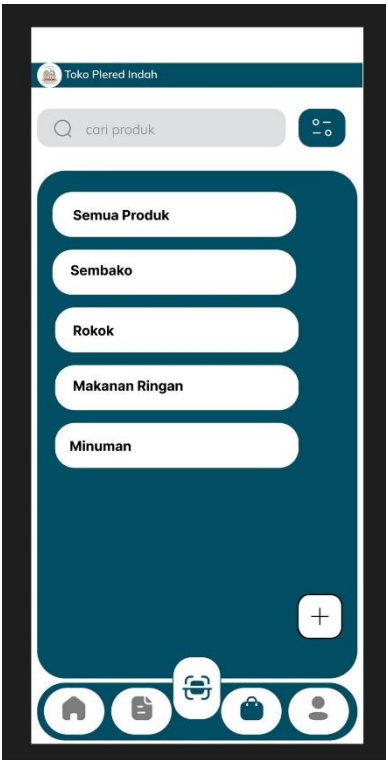 Toko Plered Indah
cari produk
Semua Produk
Sembako
Rokok
Makanan Ringan
Minuman